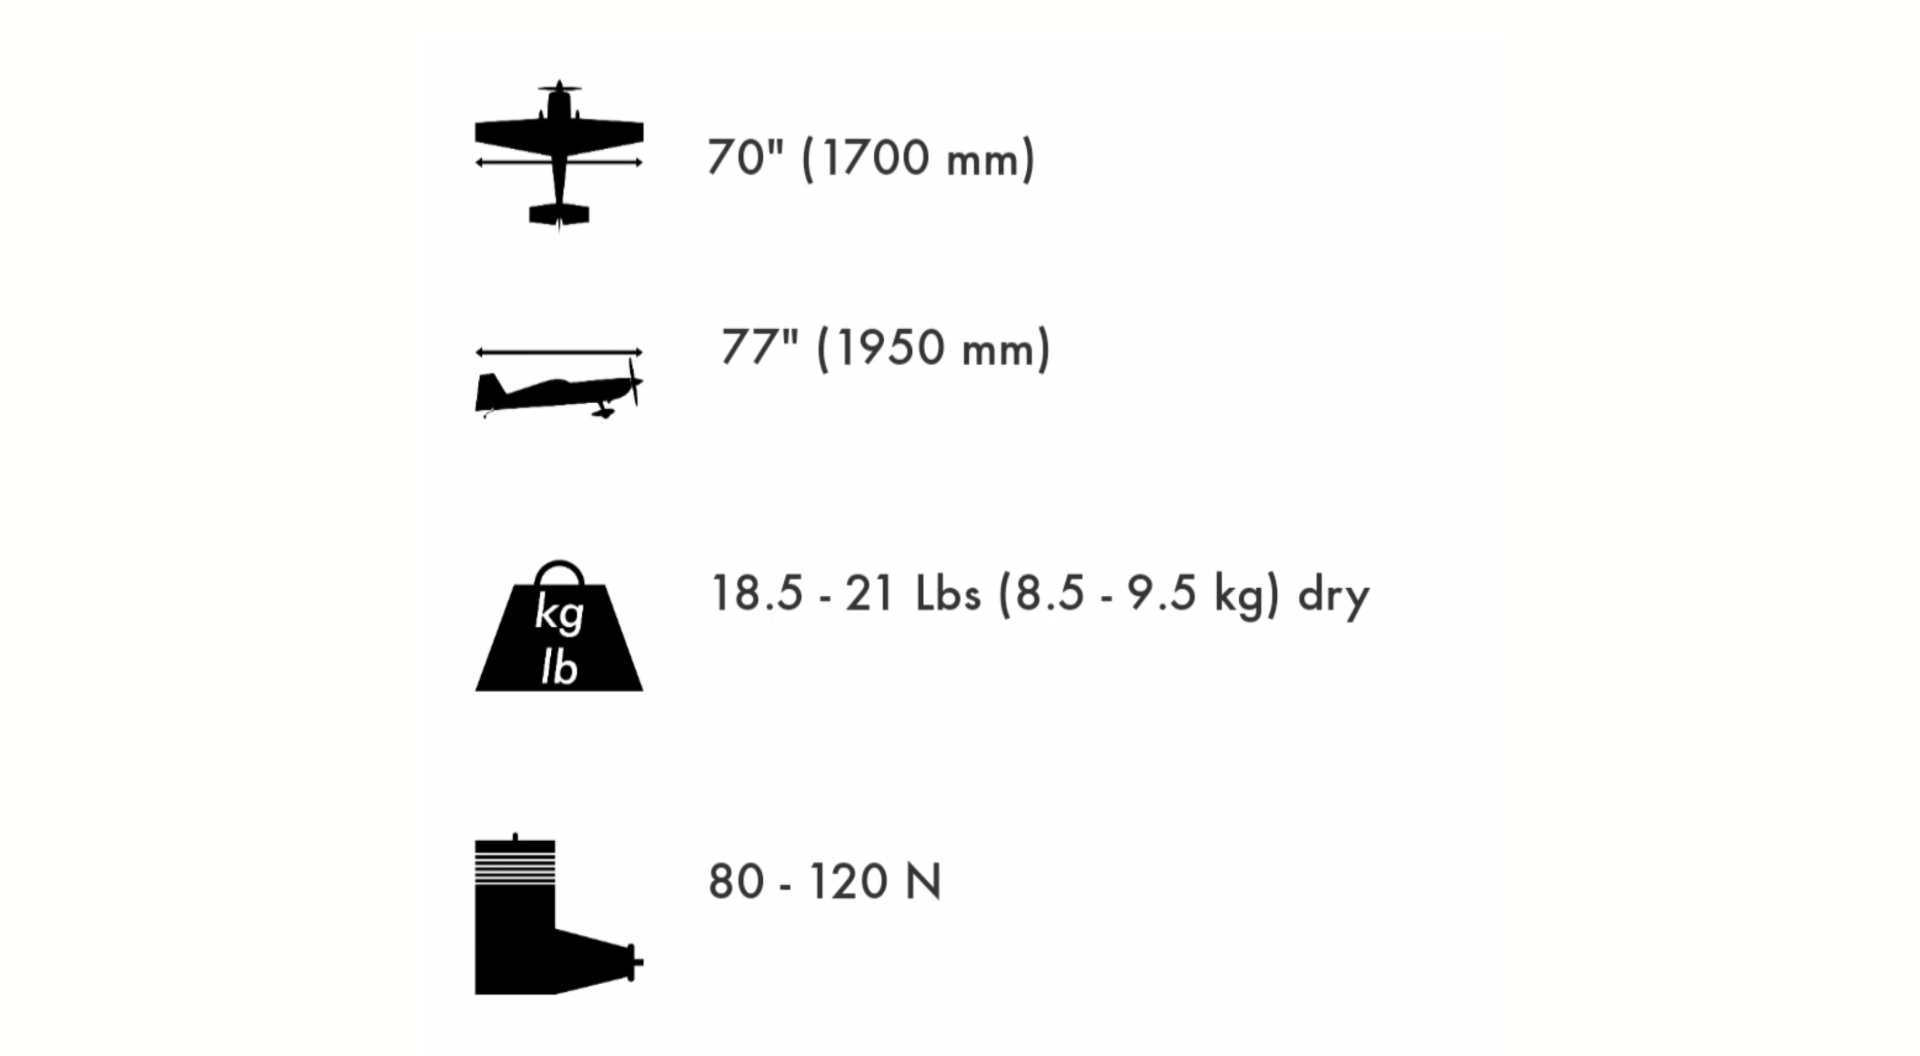 70" (1700 mm)
77" (1950 mm)
kg
lb
18.5 - 21 Lbs (8.5 - 9.5 kg) dry
80 - 120 N